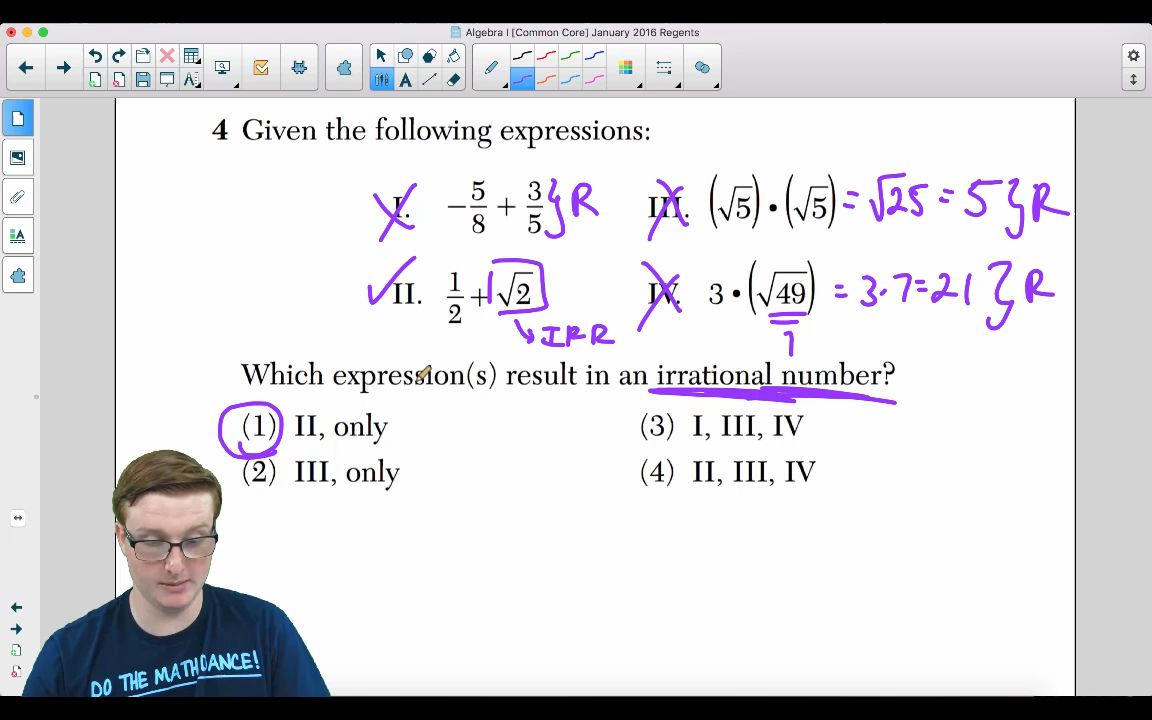 Algebra I [Common Core] January 2016 Regents
4 Given the following expressions:
I. −5/8 + 3/5 } R
III. (√5) • (√5) = √25 = 5 } R
II. 1/2 + √2
IV. 3 • (√49) = 3·7=21 } R
IRR
7
Which expression(s) result in an irrational number?
(1) II, only
(3) I, III, IV
(2) III, only
(4) II, III, IV
DO THE MATH DANCE!